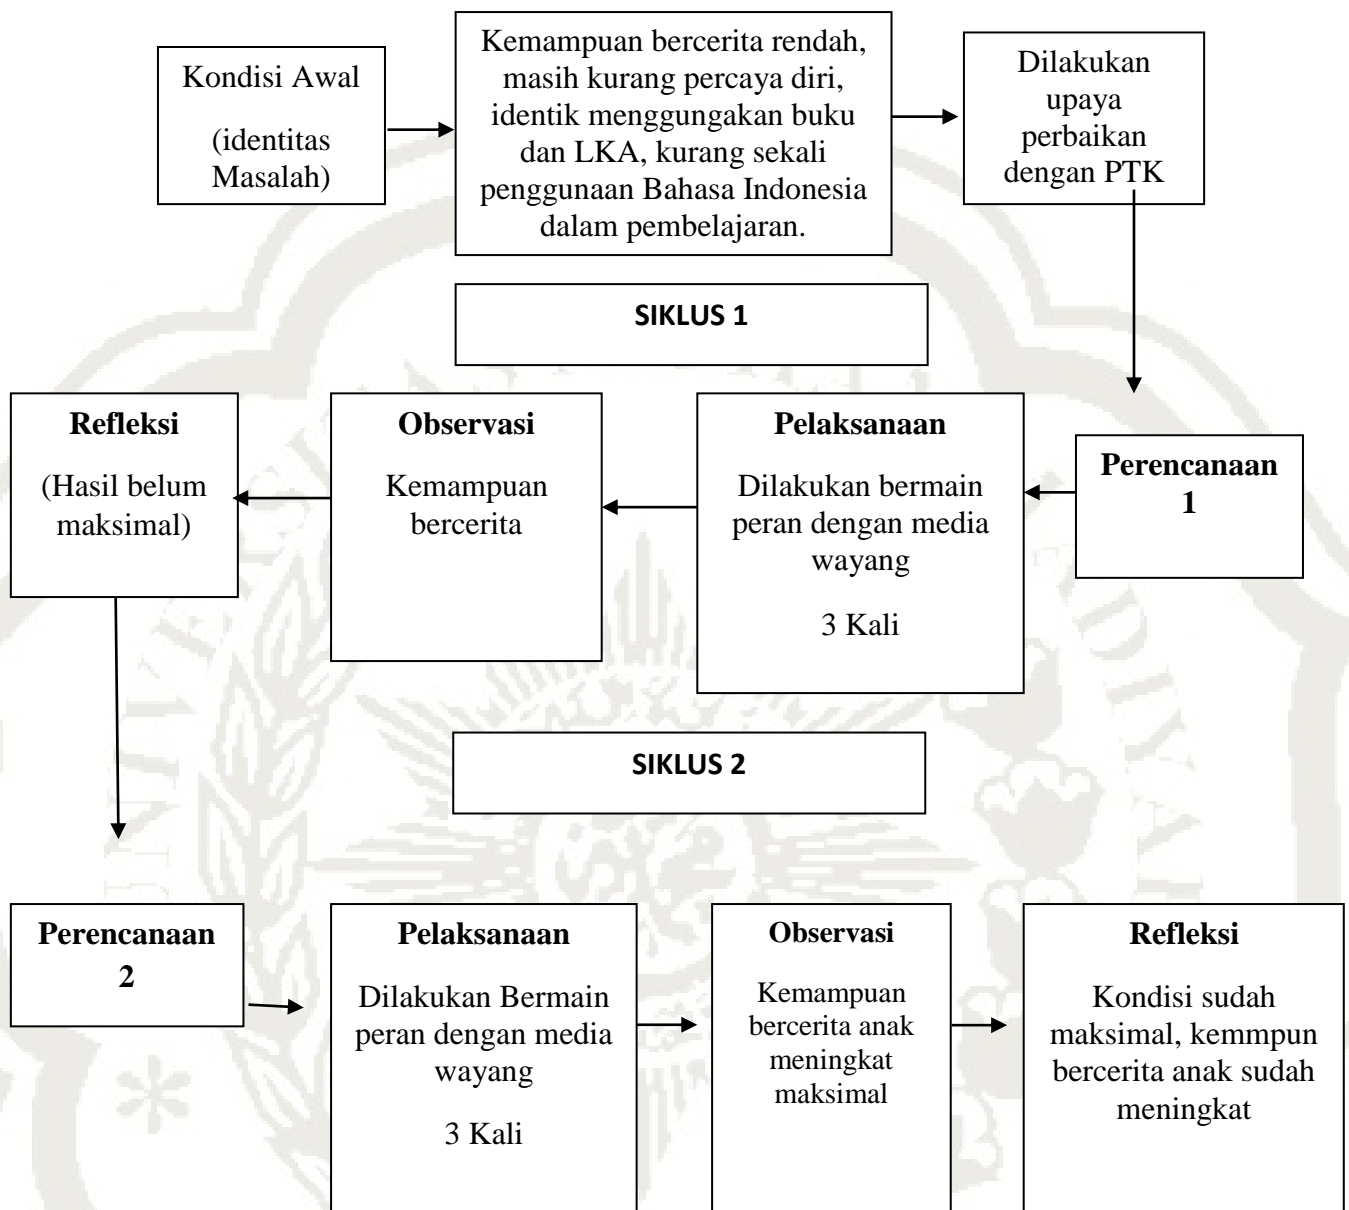 Kondisi Awal
(identitas
Masalah)
Kemampuan bercerita rendah,
masih kurang percaya diri,
identik menggungakan buku
dan LKA, kurang sekali
penggunaan Bahasa Indonesia
dalam pembelajaran.
Dilakukan
upaya
perbaikan
dengan PTK
SIKLUS 1
Perencanaan
1
Pelaksanaan
Dilakukan bermain
peran dengan media
wayang
3 Kali
Observasi
Kemampuan
bercerita
Refleksi
(Hasil belum
maksimal)
SIKLUS 2
Perencanaan
2
Pelaksanaan
Dilakukan Bermain
peran dengan media
wayang
3 Kali
Observasi
Kemampuan
bercerita anak
meningkat
maksimal
Refleksi
Kondisi sudah
maksimal, kemmpun
bercerita anak sudah
meningkat